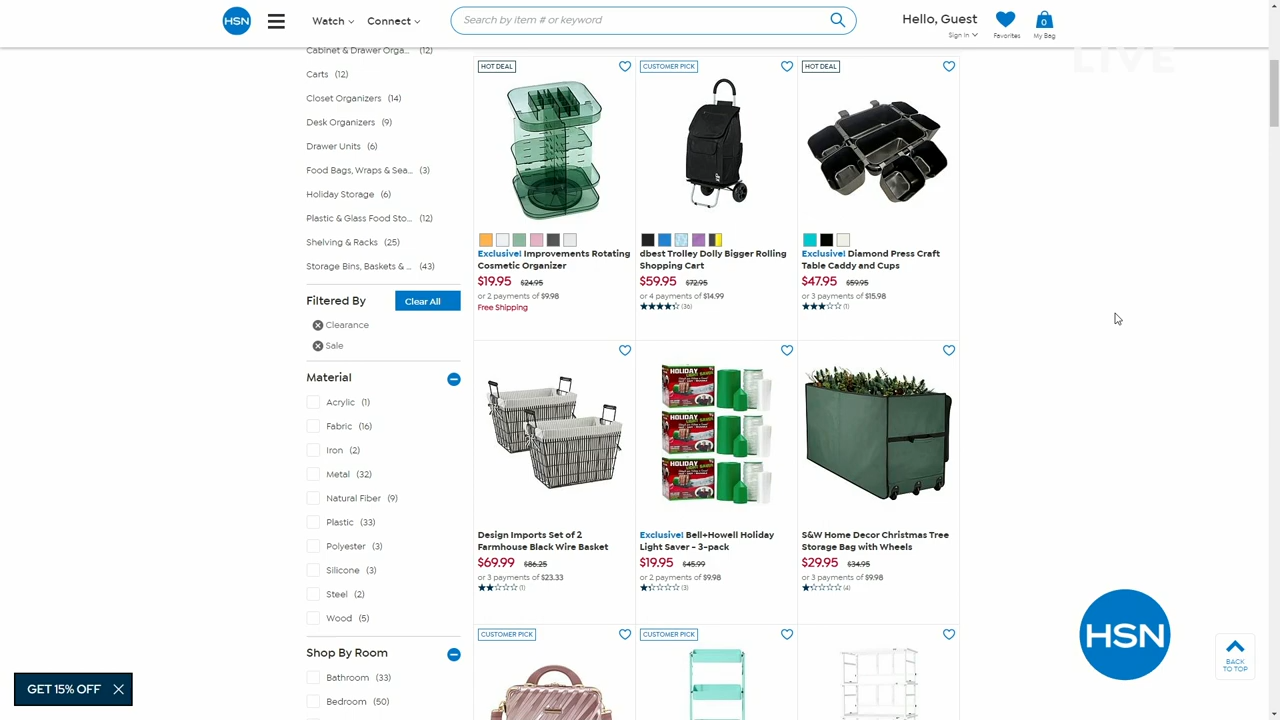 HSN
Watch
Connect
Search by item # or keyword
Hello, Guest
Sign In
Favorites
0
My Bag
LIVE
Cabinet & Drawer Orga... (12)
Carts (12)
Closet Organizers (14)
Desk Organizers (9)
Drawer Units (6)
Food Bags, Wraps & Sea... (3)
Holiday Storage (6)
Plastic & Glass Food Sto... (12)
Shelving & Racks (25)
Storage Bins, Baskets & ... (43)
Filtered By
Clear All
Clearance
Sale
Material
Acrylic (1)
Fabric (16)
Iron (2)
Metal (32)
Natural Fiber (9)
Plastic (33)
Polyester (3)
Silicone (3)
Steel (2)
Wood (5)
Shop By Room
Bathroom (33)
Bedroom (50)
HOT DEAL
Exclusive! Improvements Rotating
Cosmetic Organizer
$19.95 $24.95
or 2 payments of $9.98
Free Shipping
CUSTOMER PICK
dbest Trolley Dolly Bigger Rolling
Shopping Cart
$59.95 $72.95
or 4 payments of $14.99
(36)
HOT DEAL
Exclusive! Diamond Press Craft
Table Caddy and Cups
$47.95 $59.95
or 3 payments of $15.98
(1)
Design Imports Set of 2
Farmhouse Black Wire Basket
$69.99 $86.25
or 3 payments of $23.33
(1)
HOLIDAY
LIGHT SAVER
HOLIDAY
LIGHT SAVER
HOLIDAY
LIGHT SAVER
Exclusive! Bell+Howell Holiday
Light Saver - 3-pack
$19.95 $45.99
or 2 payments of $9.98
(3)
S&W Home Decor Christmas Tree
Storage Bag with Wheels
$29.95 $34.95
or 3 payments of $9.98
(4)
CUSTOMER PICK
CUSTOMER PICK
GET 15% OFF
HSN
BACK
TO TOP